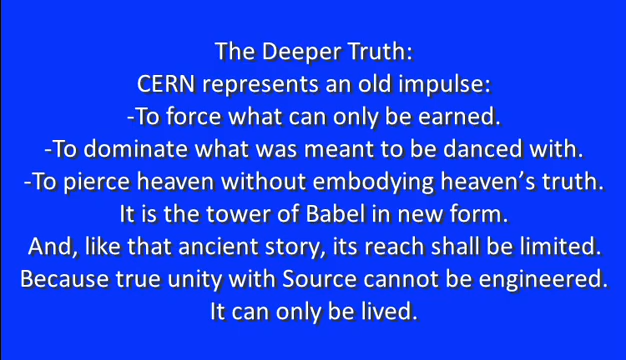 The Deeper Truth:
CERN represents an old impulse:
-To force what can only be earned.
-To dominate what was meant to be danced with.
-To pierce heaven without embodying heaven’s truth.
It is the tower of Babel in new form.
And, like that ancient story, its reach shall be limited.
Because true unity with Source cannot be engineered.
It can only be lived.